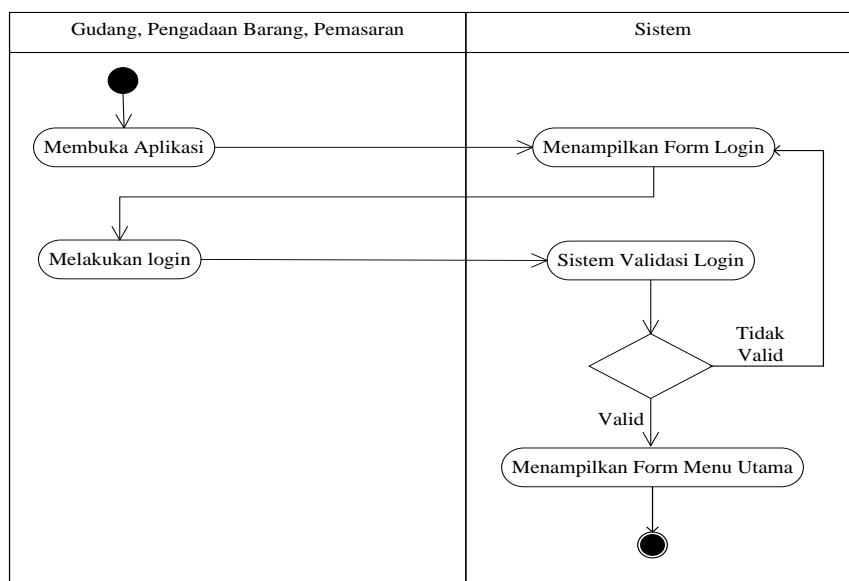 Gudang, Pengadaan Barang, Pemasaran
Sistem
Membuka Aplikasi
Menampilkan Form Login
Melakukan login
Sistem Validasi Login
Tidak
Valid
Valid
Menampilkan Form Menu Utama